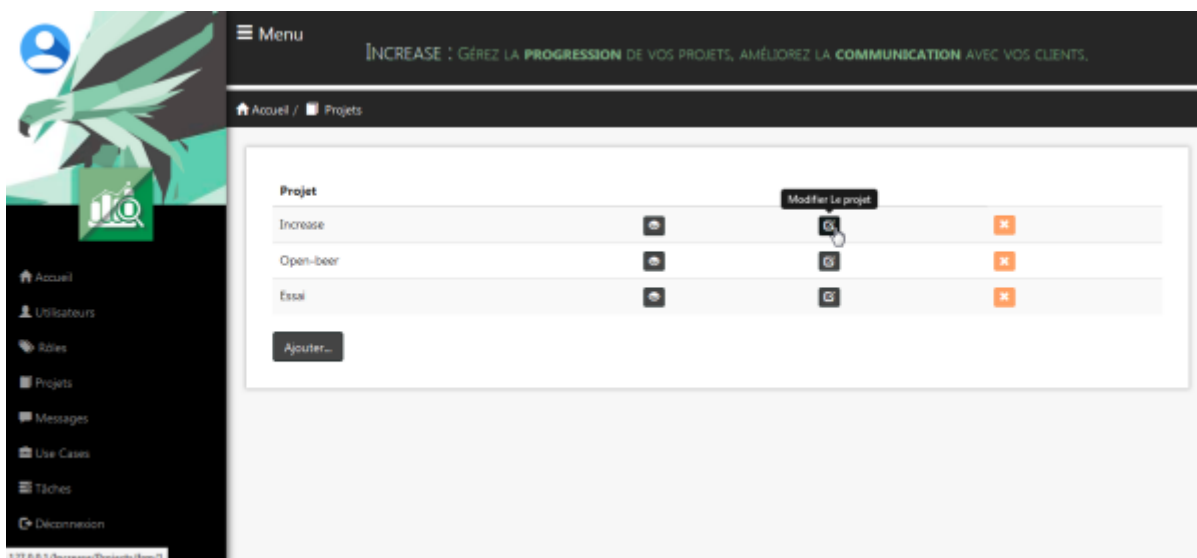 Menu
INCREASE : GÉREZ LA PROGRESSION DE VOS PROJETS, AMÉLIOREZ LA COMMUNICATION AVEC VOS CLIENTS.
Accueil / Projets
Projet
Modifier Le projet
Increase
Open-beer
Essai
Ajouter...
Accueil
Utilisateurs
Rôles
Projets
Messages
Use Cases
Tâches
Déconnexion